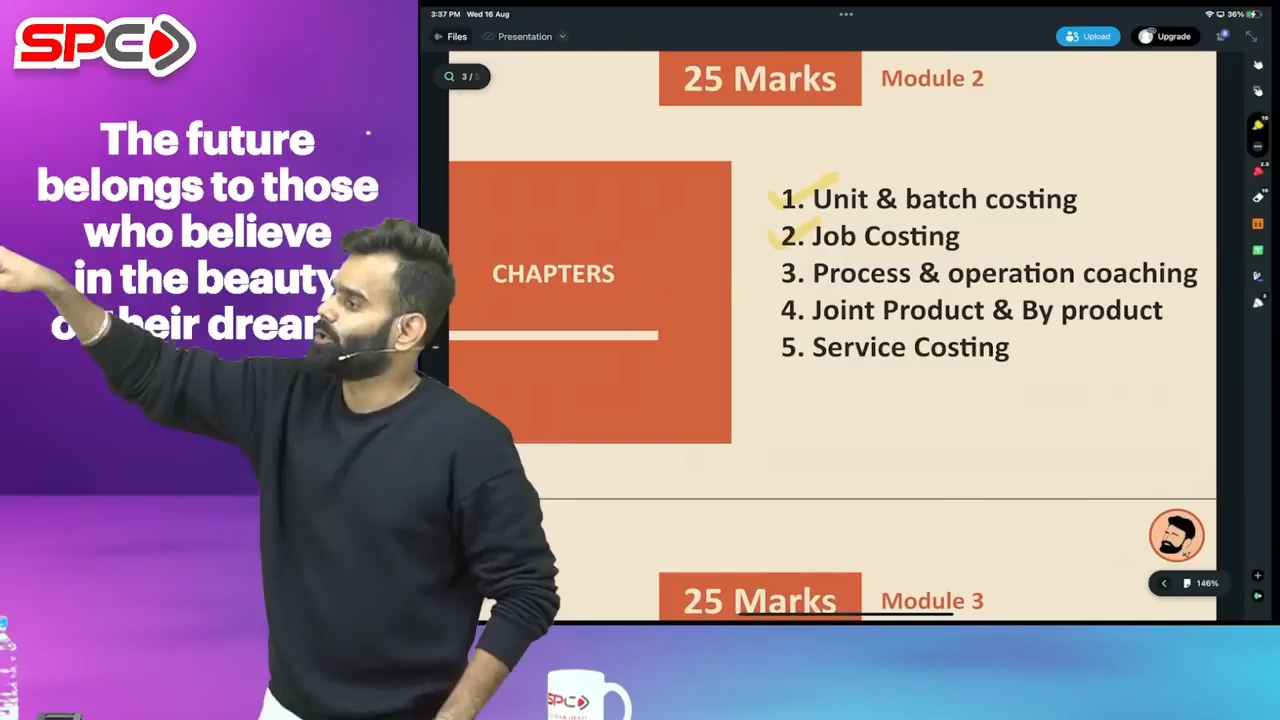 SPC
The future
belongs to those
who believe
in the beauty
their
3:37 PM Wed 16 Aug
36%
Files
Presentation
Upload
Upgrade
3 / 5
25 Marks
Module 2
CHAPTERS
1. Unit & batch costing
2. Job Costing
3. Process & operation coaching
4. Joint Product & By product
5. Service Costing
146%
25 Marks
Module 3
SPC